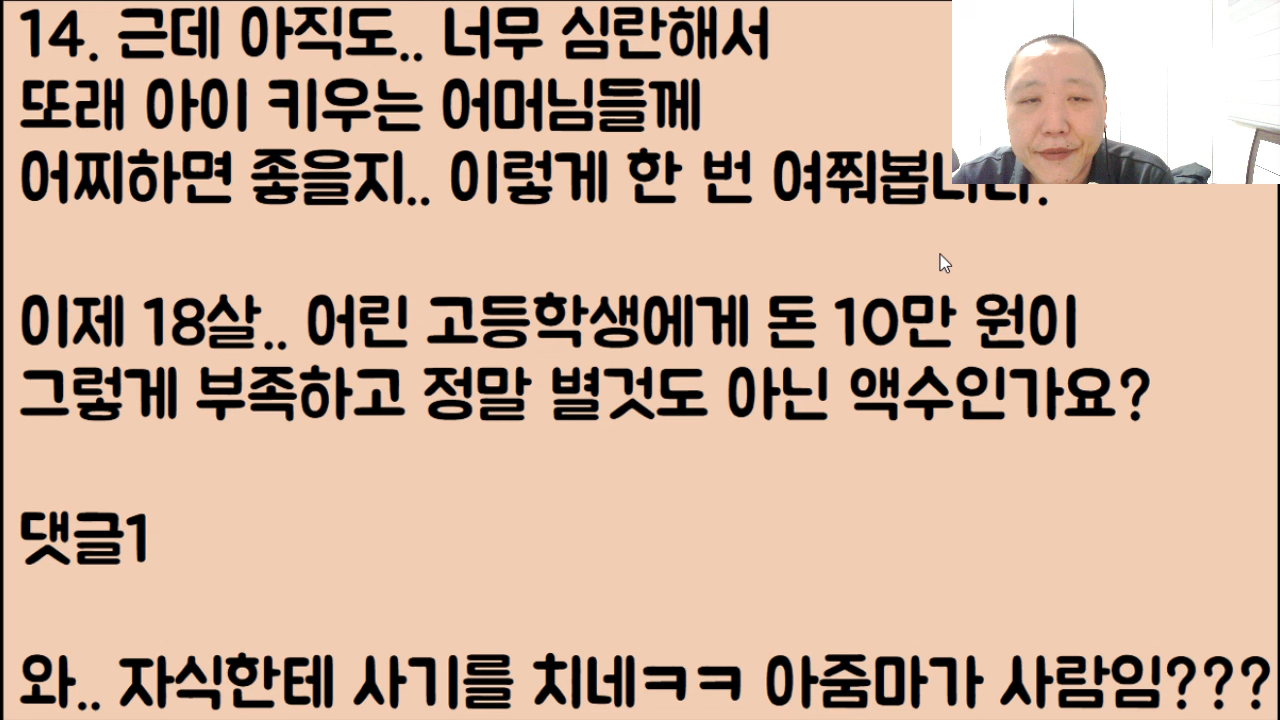 14. 근데 아직도.. 너무 심란해서
또래 아이 키우는 어머님들께
어찌하면 좋을지.. 이렇게 한 번 여쭤봅니다.
이제 18살.. 어린 고등학생에게 돈 10만 원이
그렇게 부족하고 정말 별것도 아닌 액수인가요?
댓글1
와.. 자식한테 사기를 치네ㅋㅋ 아줌마가 사람임???